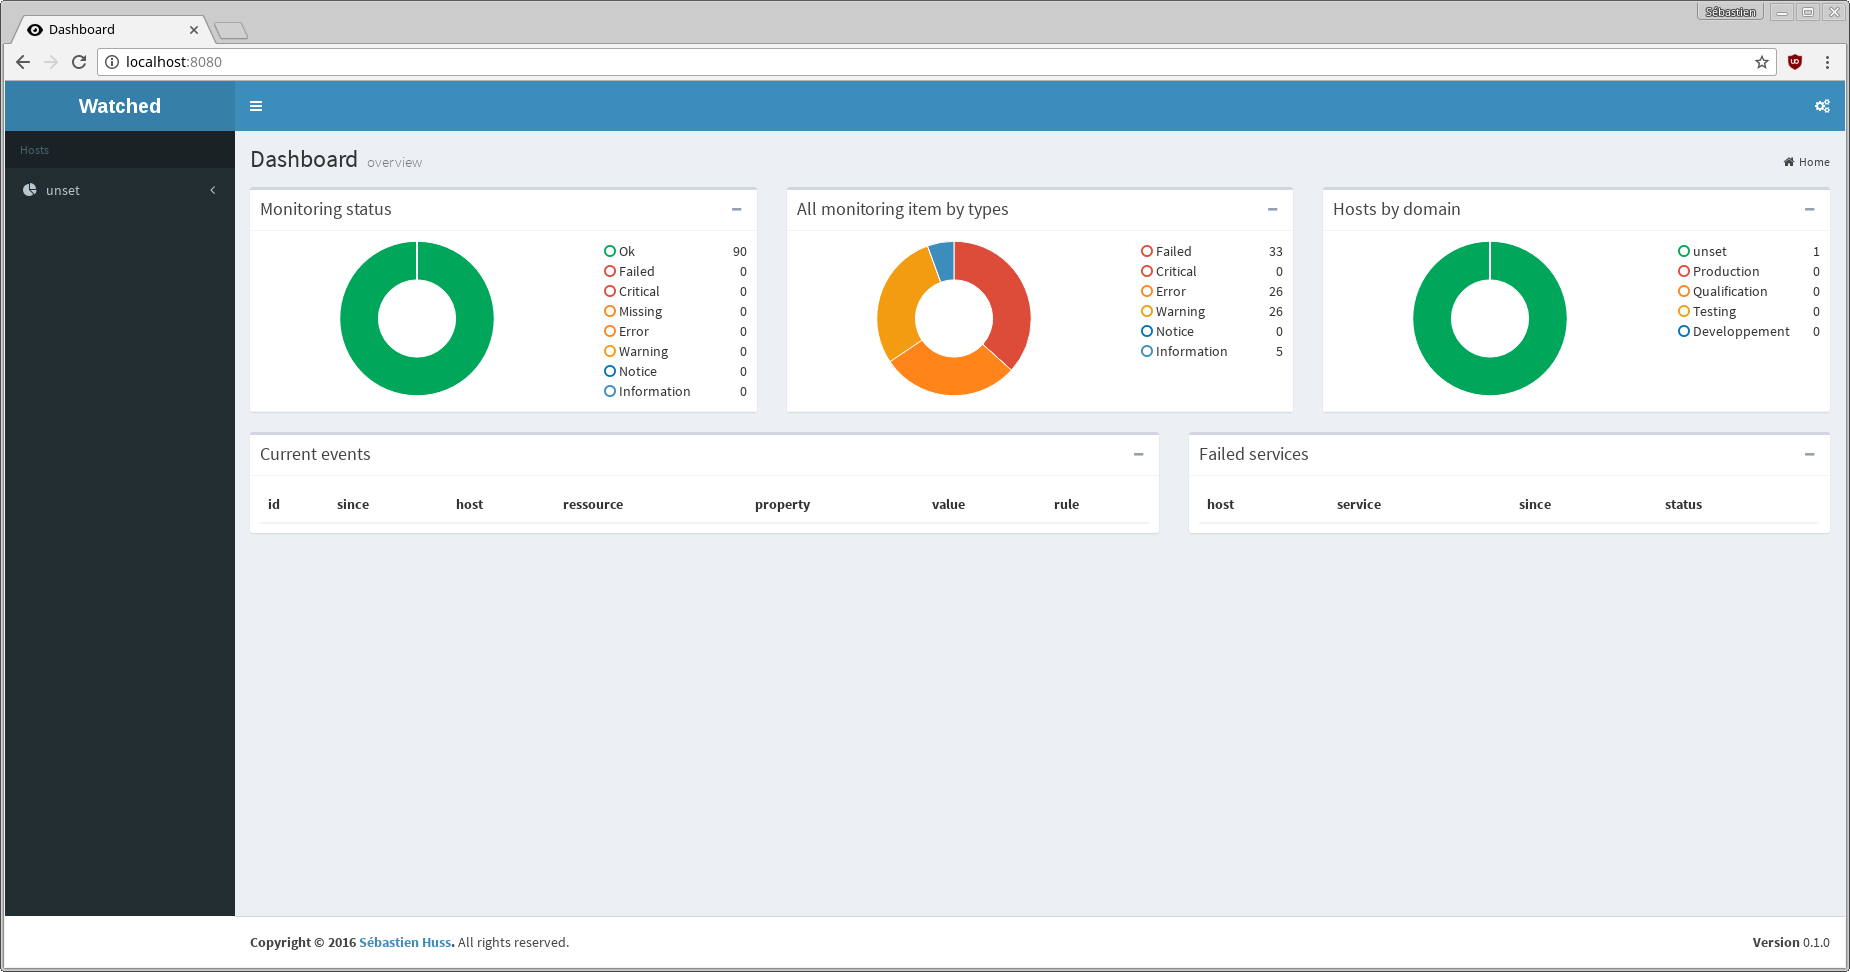 Sébastien
Dashboard
localhost:8080
Watched
Hosts
unset
Dashboard overview
Home
Monitoring status
Ok 90
Failed 0
Critical 0
Missing 0
Error 0
Warning 0
Notice 0
Information 0
All monitoring item by types
Failed 33
Critical 0
Error 26
Warning 26
Notice 0
Information 5
Hosts by domain
unset 1
Production 0
Qualification 0
Testing 0
Developpement 0
Current events
id since host ressource property value rule
Failed services
host service since status
Copyright © 2016 Sébastien Huss. All rights reserved.
Version 0.1.0